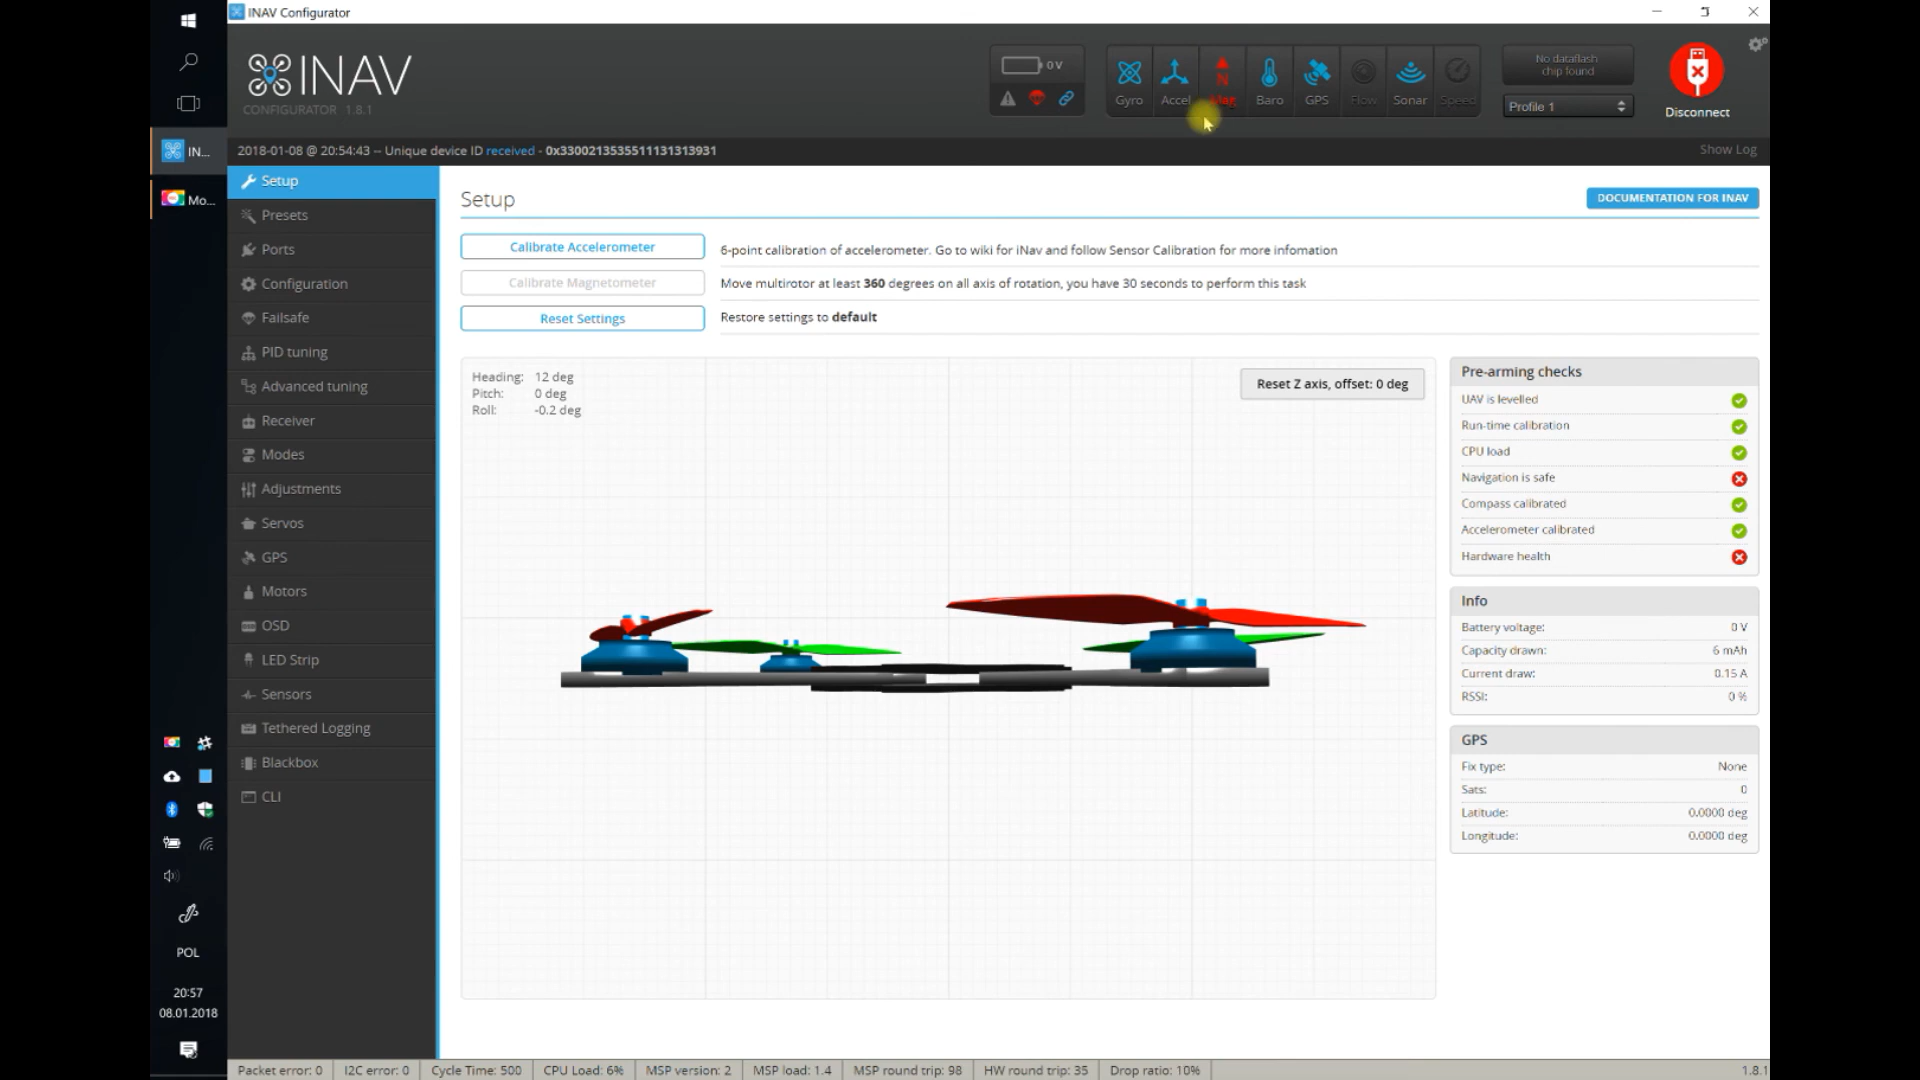 INAV Configurator
INAV
CONFIGURATOR 1.8.1
0 V
Gyro
Accel
Mag
Baro
GPS
Flow
Sonar
Speed
No dataflash
chip found
Profile 1
Disconnect
2018-01-08 @ 20:54:43 -- Unique device ID received - 0x3300213535511131313931
Show Log
IN...
Mo...
Setup
Presets
Ports
Configuration
Failsafe
PID tuning
Advanced tuning
Receiver
Modes
Adjustments
Servos
GPS
Motors
OSD
LED Strip
Sensors
Tethered Logging
Blackbox
CLI
POL
20:57
08.01.2018
Setup
DOCUMENTATION FOR INAV
Calibrate Accelerometer
6-point calibration of accelerometer. Go to wiki for iNav and follow Sensor Calibration for more infomation
Calibrate Magnetometer
Move multirotor at least 360 degrees on all axis of rotation, you have 30 seconds to perform this task
Reset Settings
Restore settings to default
Heading: 12 deg
Pitch: 0 deg
Roll: -0.2 deg
Reset Z axis, offset: 0 deg
Pre-arming checks
UAV is levelled
Run-time calibration
CPU load
Navigation is safe
Compass calibrated
Accelerometer calibrated
Hardware health
Info
Battery voltage: 0 V
Capacity drawn: 6 mAh
Current draw: 0.15 A
RSSI: 0 %
GPS
Fix type: None
Sats: 0
Latitude: 0.0000 deg
Longitude: 0.0000 deg
Packet error: 0
I2C error: 0
Cycle Time: 500
CPU Load: 6%
MSP version: 2
MSP load: 1.4
MSP round trip: 98
HW round trip: 35
Drop ratio: 10%
1.8.1